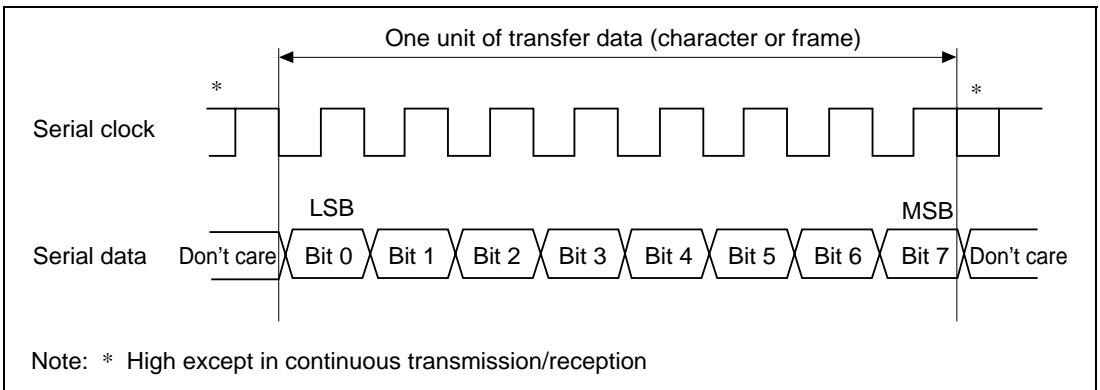 One unit of transfer data (character or frame)
* *
Serial clock
LSB MSB
Serial data Don't care Bit 0 Bit 1 Bit 2 Bit 3 Bit 4 Bit 5 Bit 6 Bit 7 Don't care
Note: * High except in continuous transmission/reception